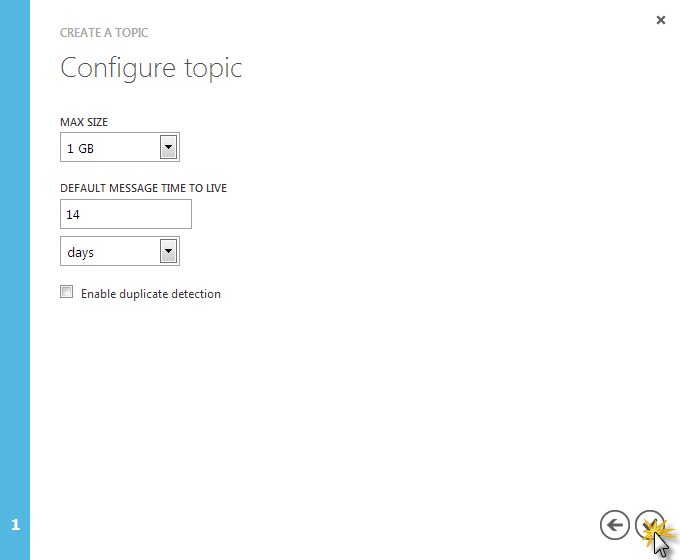 CREATE A TOPIC
Configure topic
MAX SIZE
1 GB
DEFAULT MESSAGE TIME TO LIVE
14
days
Enable duplicate detection
1